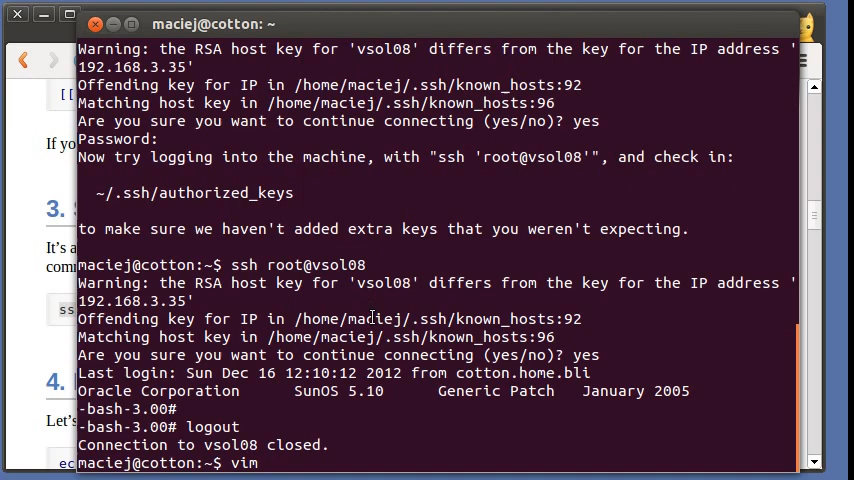 maciej@cotton: ~
Warning: the RSA host key for 'vsol08' differs from the key for the IP address '
192.168.3.35'
Offending key for IP in /home/maciej/.ssh/known_hosts:92
Matching host key in /home/maciej/.ssh/known_hosts:96
Are you sure you want to continue connecting (yes/no)? yes
Password:
Now try logging into the machine, with "ssh 'root@vsol08'", and check in:
~/.ssh/authorized_keys
to make sure we haven't added extra keys that you weren't expecting.
maciej@cotton:~$ ssh root@vsol08
Warning: the RSA host key for 'vsol08' differs from the key for the IP address '
192.168.3.35'
Offending key for IP in /home/maciej/.ssh/known_hosts:92
Matching host key in /home/maciej/.ssh/known_hosts:96
Are you sure you want to continue connecting (yes/no)? yes
Last login: Sun Dec 16 12:10:12 2012 from cotton.home.bli
Oracle Corporation      SunOS 5.10      Generic Patch   January 2005
-bash-3.00#
-bash-3.00# logout
Connection to vsol08 closed.
maciej@cotton:~$ vim
[[
If yo
3. S
It's a
com
ss
4.
Let's
ec